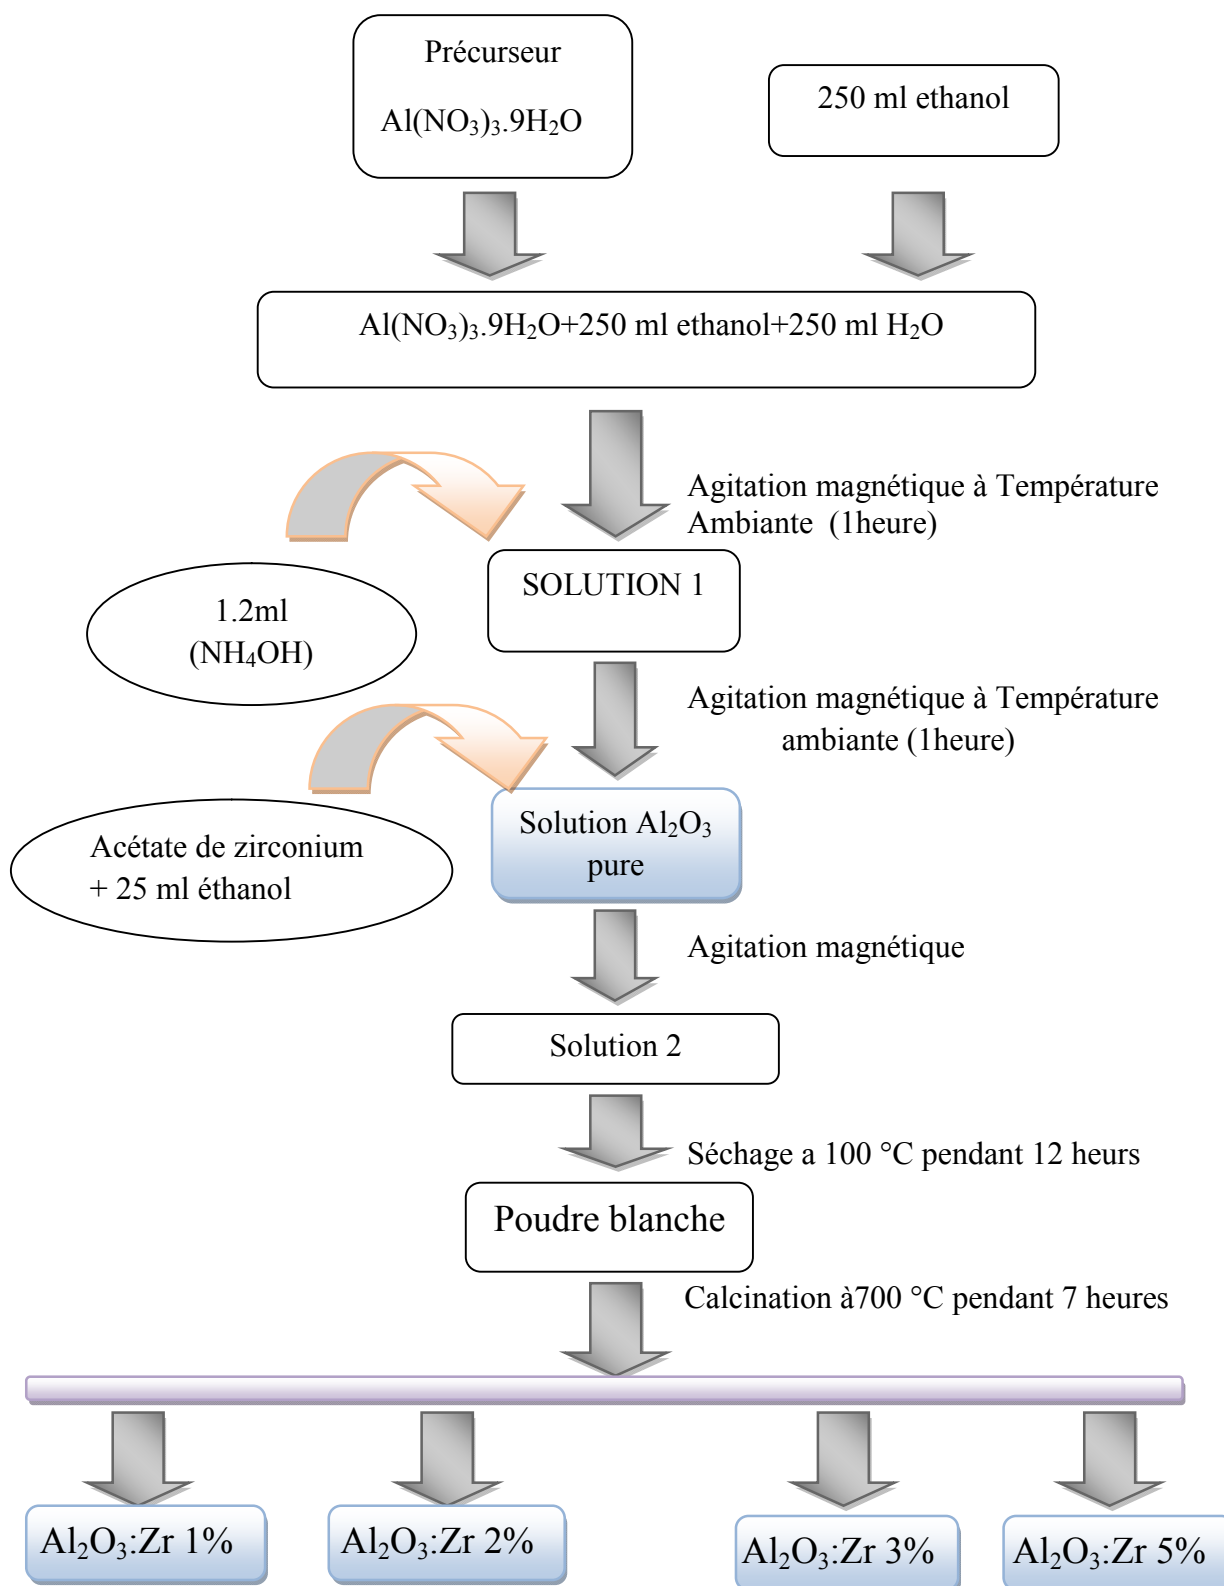 Précurseur
Al(NO₃)₃.9H₂O
250 ml ethanol
Al(NO₃)₃.9H₂O+250 ml ethanol+250 ml H₂O
Agitation magnétique à Température
Ambiante (1heure)
SOLUTION 1
1.2ml
(NH₄OH)
Agitation magnétique à Température
ambiante (1heure)
Solution Al₂O₃
pure
Acétate de zirconium
+ 25 ml éthanol
Agitation magnétique
Solution 2
Séchage a 100 °C pendant 12 heurs
Poudre blanche
Calcination à700 °C pendant 7 heures
Al₂O₃:Zr 1%
Al₂O₃:Zr 2%
Al₂O₃:Zr 3%
Al₂O₃:Zr 5%